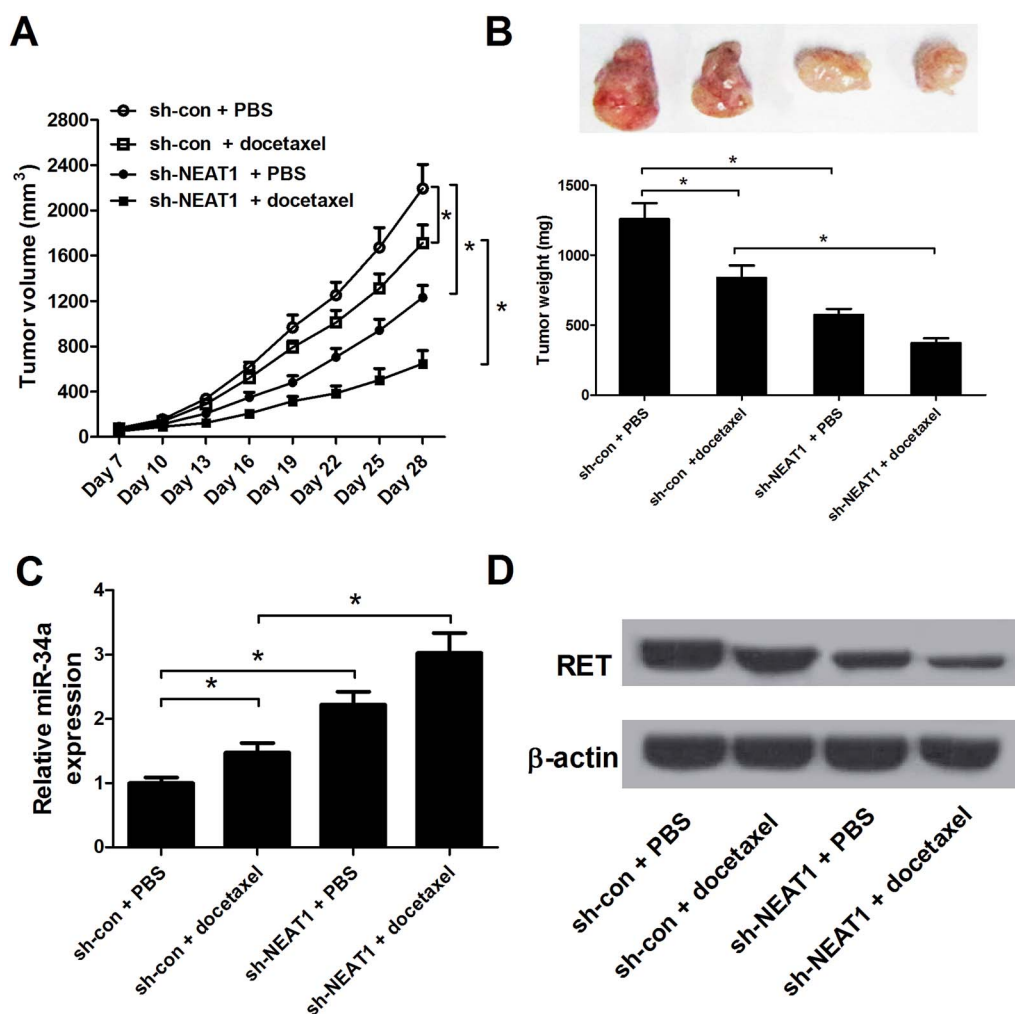 A
sh-con + PBS
sh-con + docetaxel
sh-NEAT1 + PBS
sh-NEAT1 + docetaxel
Tumor volume (mm³)
2800
2400
2000
1600
1200
800
400
0
Day 7
Day 10
Day 13
Day 16
Day 19
Day 22
Day 25
Day 28
*
*
*
B
Tumor weight (mg)
1500
1000
500
0
*
*
*
sh-con + PBS
sh-con +docetaxel
sh-NEAT1 + PBS
sh-NEAT1 + docetaxel
C
Relative miR-34a
expression
4
3
2
1
0
*
*
*
sh-con + PBS
sh-con + docetaxel
sh-NEAT1 + PBS
sh-NEAT1 + docetaxel
D
RET
β-actin
sh-con + PBS
sh-con + docetaxel
sh-NEAT1 + PBS
sh-NEAT1 + docetaxel